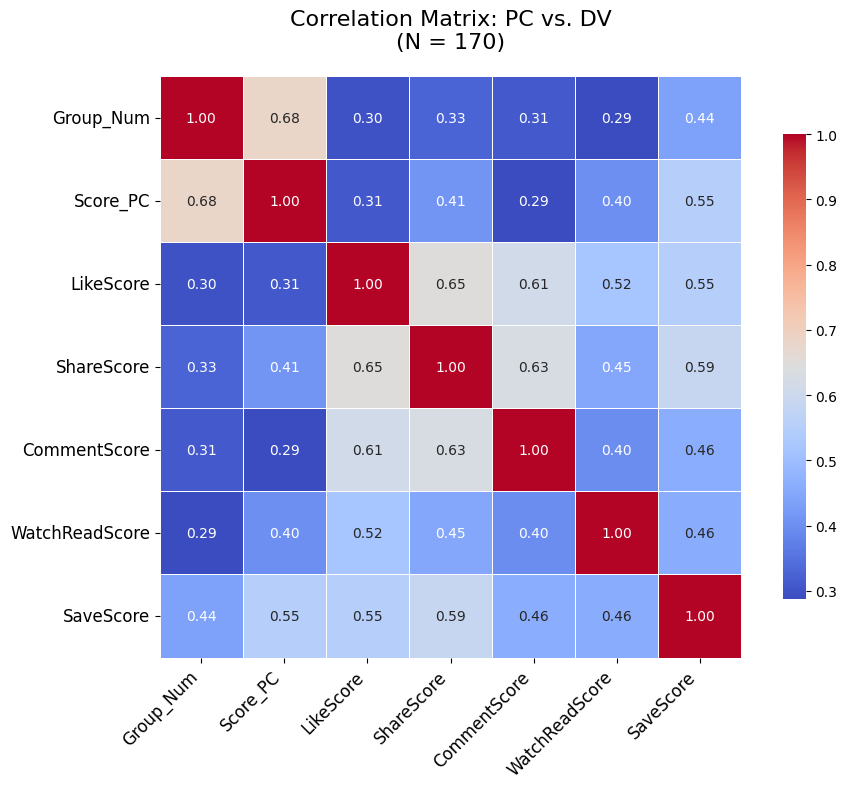 Correlation Matrix: PC vs. DV
(N = 170)
Group_Num 1.00 0.68 0.30 0.33 0.31 0.29 0.44
Score_PC 0.68 1.00 0.31 0.41 0.29 0.40 0.55
LikeScore 0.30 0.31 1.00 0.65 0.61 0.52 0.55
ShareScore 0.33 0.41 0.65 1.00 0.63 0.45 0.59
CommentScore 0.31 0.29 0.61 0.63 1.00 0.40 0.46
WatchReadScore 0.29 0.40 0.52 0.45 0.40 1.00 0.46
SaveScore 0.44 0.55 0.55 0.59 0.46 0.46 1.00
Group_Num Score_PC LikeScore ShareScore CommentScore WatchReadScore SaveScore
1.0
0.9
0.8
0.7
0.6
0.5
0.4
0.3